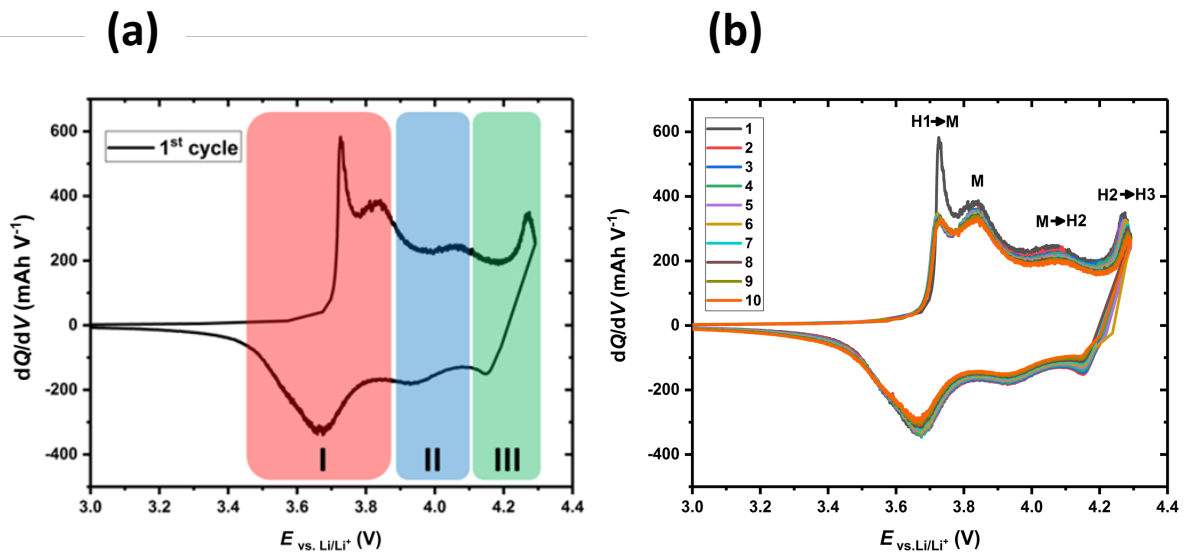 (a)
600
400
200
0
-200
-400
dQ/dV (mAh V⁻¹)
1st cycle
I II III
3.0 3.2 3.4 3.6 3.8 4.0 4.2 4.4
E vs. Li/Li⁺ (V)
(b)
600
400
200
0
-200
-400
dQ/dV (mAh V⁻¹)
1
2
3
4
5
6
7
8
9
10
H1→M
M
M→H2
H2→H3
3.0 3.2 3.4 3.6 3.8 4.0 4.2 4.4
E vs.Li/Li⁺ (V)